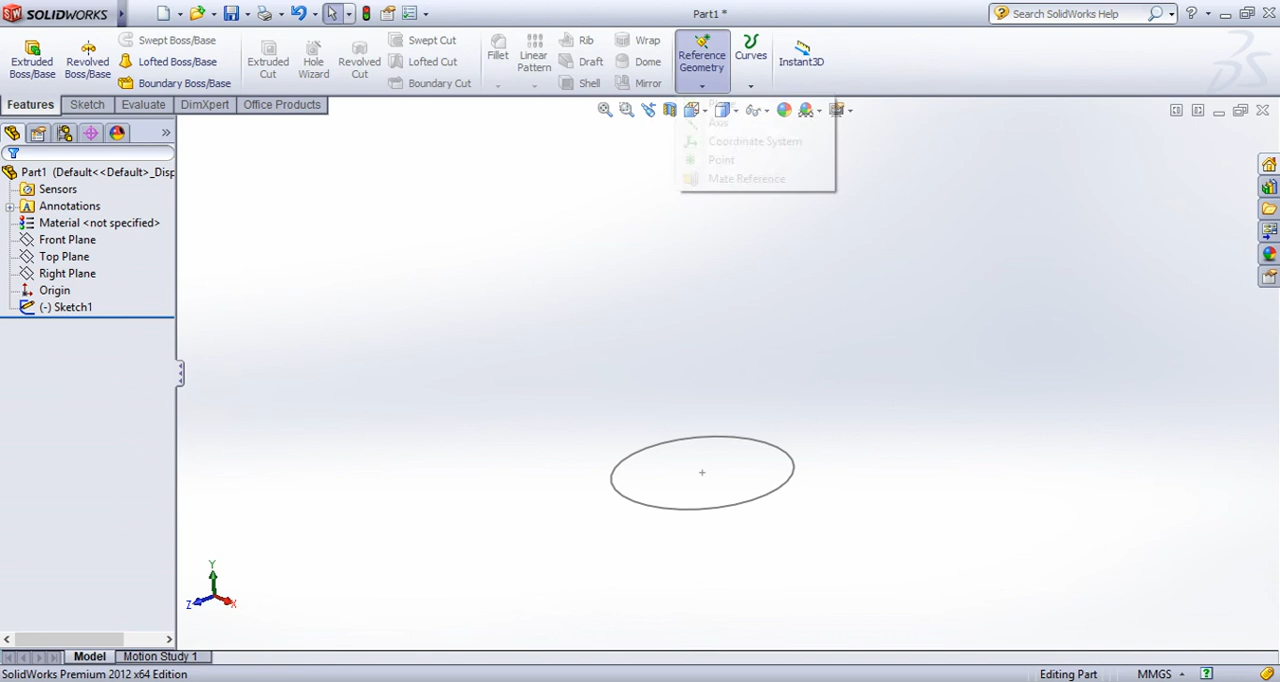 SOLIDWORKS
Part1 *
Search SolidWorks Help
Extruded Boss/Base
Revolved Boss/Base
Swept Boss/Base
Lofted Boss/Base
Boundary Boss/Base
Extruded Cut
Hole Wizard
Revolved Cut
Swept Cut
Lofted Cut
Boundary Cut
Fillet
Linear Pattern
Rib
Draft
Shell
Wrap
Dome
Mirror
Reference Geometry
Curves
Instant3D
Features
Sketch
Evaluate
DimXpert
Office Products
Axis
Coordinate System
Point
Mate Reference
Part1 (Default<<Default>_Disp
Sensors
Annotations
Material <not specified>
Front Plane
Top Plane
Right Plane
Origin
(-) Sketch1
Y
Z
X
Model
Motion Study 1
SolidWorks Premium 2012 x64 Edition
Editing Part
MMGS